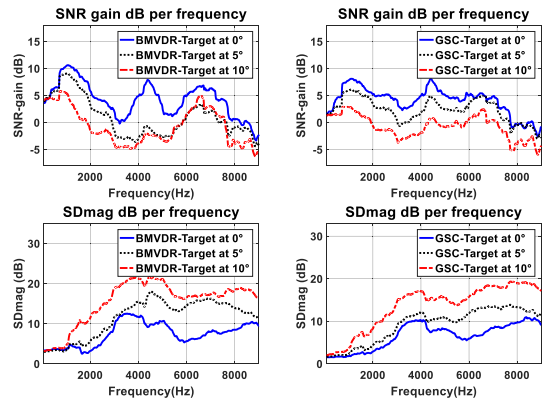 SNR gain dB per frequency
SNR-gain (dB)
15
10
5
0
-5
BMVDR-Target at 0°
BMVDR-Target at 5°
BMVDR-Target at 10°
2000 4000 6000 8000
Frequency(Hz)
SNR gain dB per frequency
SNR-gain (dB)
15
10
5
0
-5
GSC-Target at 0°
GSC-Target at 5°
GSC-Target at 10°
2000 4000 6000 8000
Frequency(Hz)
SDmag dB per frequency
SDmag (dB)
30
20
10
0
BMVDR-Target at 0°
BMVDR-Target at 5°
BMVDR-Target at 10°
2000 4000 6000 8000
Frequency(Hz)
SDmag dB per frequency
SDmag (dB)
30
20
10
0
GSC-Target at 0°
GSC-Target at 5°
GSC-Target at 10°
2000 4000 6000 8000
Frequency(Hz)